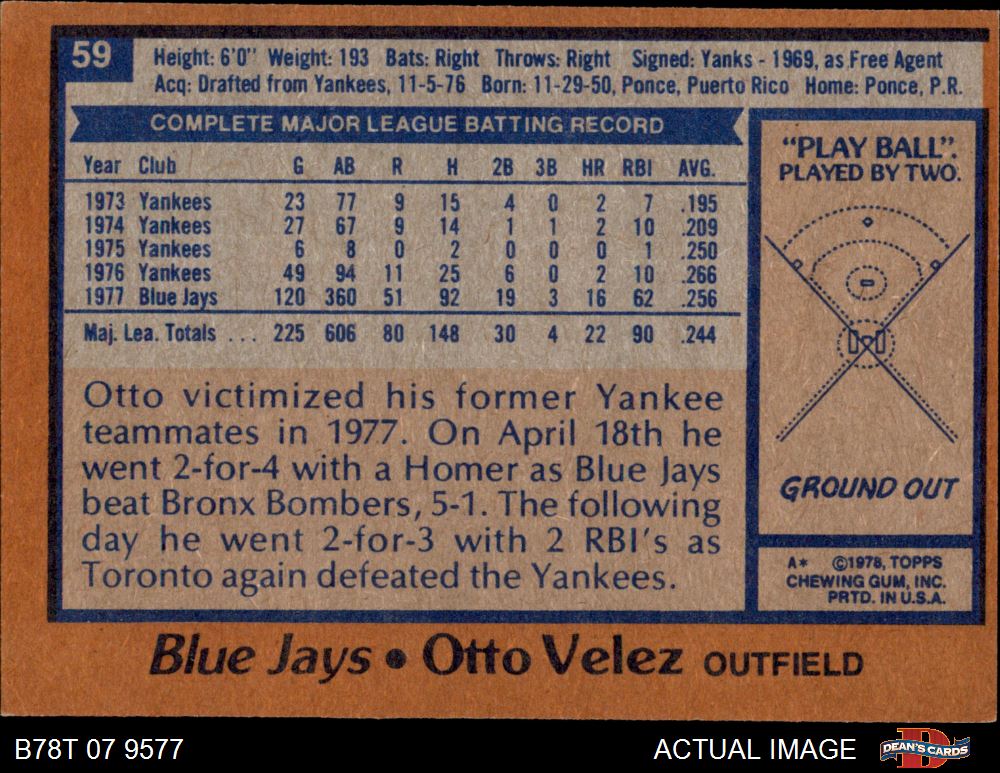 59
Height: 6'0" Weight: 193 Bats: Right Throws: Right Signed: Yanks - 1969, as Free Agent
Acq: Drafted from Yankees, 11-5-76 Born: 11-29-50, Ponce, Puerto Rico Home: Ponce, P.R.
COMPLETE MAJOR LEAGUE BATTING RECORD
Year Club G AB R H 2B 3B HR RBI AVG.
1973 Yankees 23 77 9 15 4 0 2 7 .195
1974 Yankees 27 67 9 14 1 1 2 10 .209
1975 Yankees 6 8 0 2 0 0 0 1 .250
1976 Yankees 49 94 11 25 6 0 2 10 .266
1977 Blue Jays 120 360 51 92 19 3 16 62 .256
Maj. Lea. Totals ... 225 606 80 148 30 4 22 90 .244
Otto victimized his former Yankee
teammates in 1977. On April 18th he
went 2-for-4 with a Homer as Blue Jays
beat Bronx Bombers, 5-1. The following
day he went 2-for-3 with 2 RBI's as
Toronto again defeated the Yankees.
"PLAY BALL".
PLAYED BY TWO.
GROUND OUT
A* ©1978, TOPPS
CHEWING GUM, INC.
PRTD. IN U.S.A.
Blue Jays • Otto Velez OUTFIELD
B78T 07 9577
ACTUAL IMAGE
D
DEAN'S CARDS